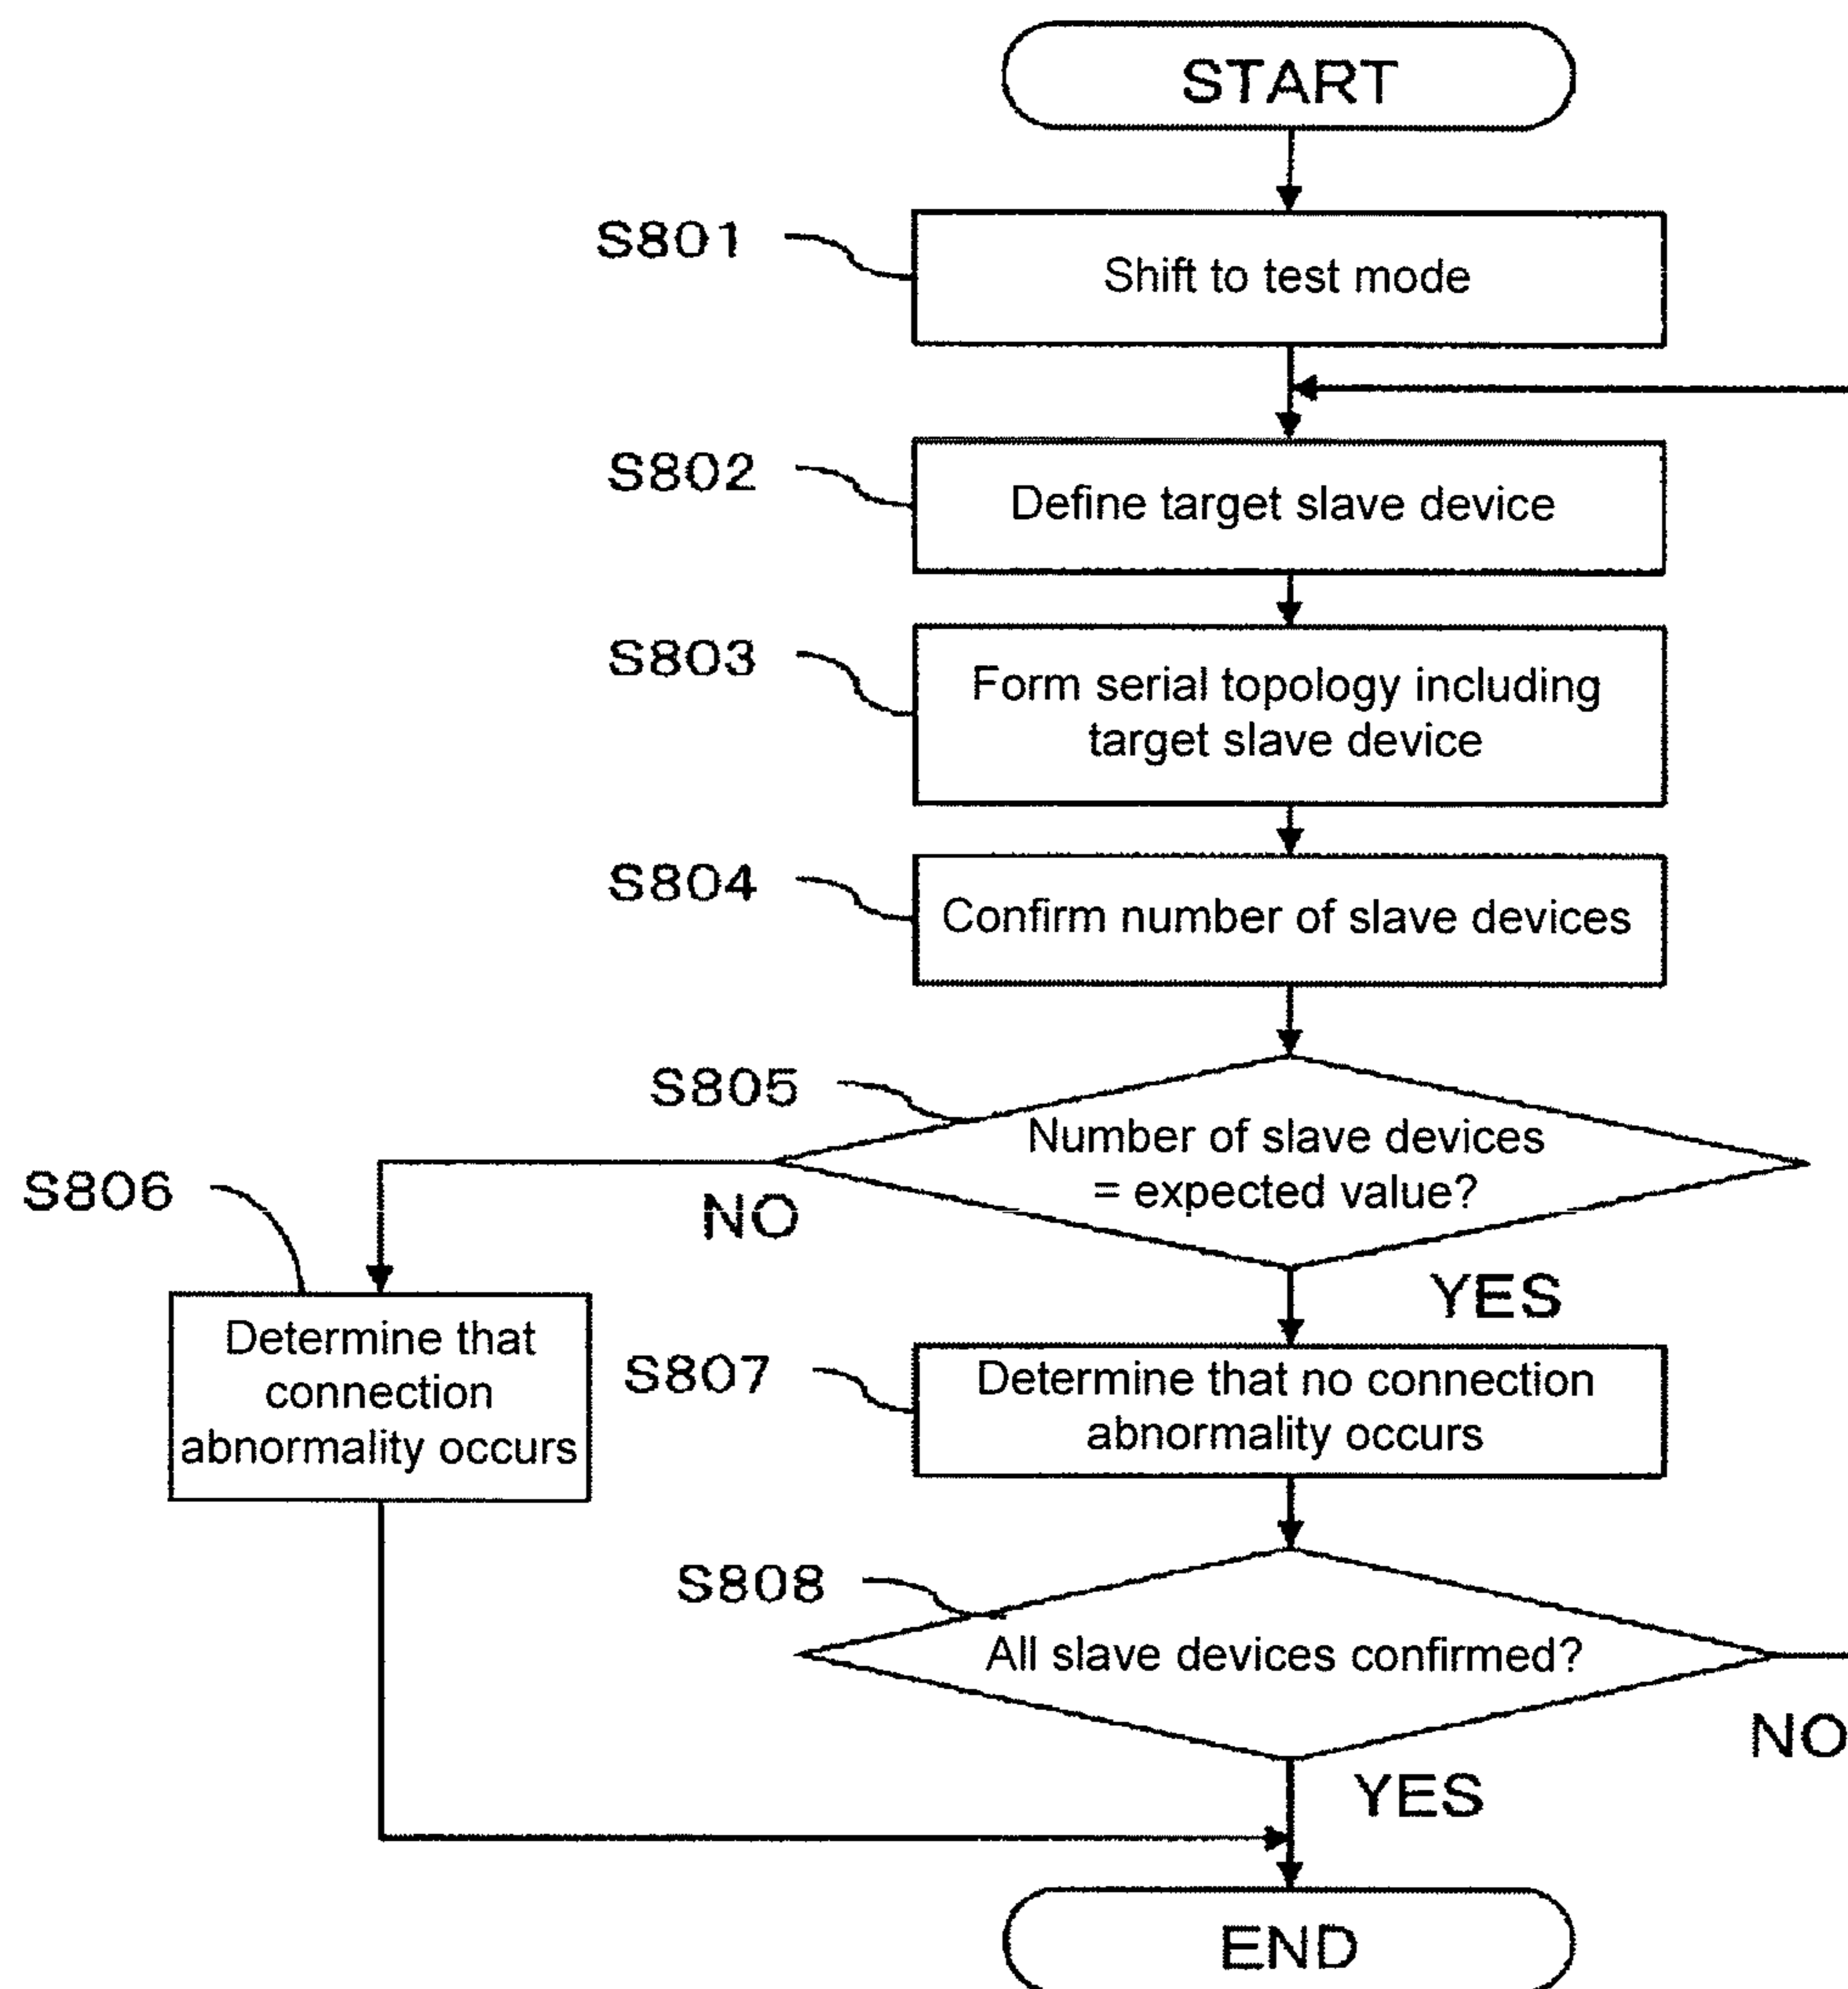 START
S801
Shift to test mode
S802
Define target slave device
S803
Form serial topology including
target slave device
S804
Confirm number of slave devices
S805
Number of slave devices
= expected value?
NO
YES
S806
Determine that
connection
abnormality occurs
S807
Determine that no connection
abnormality occurs
S808
All slave devices confirmed?
NO
YES
END